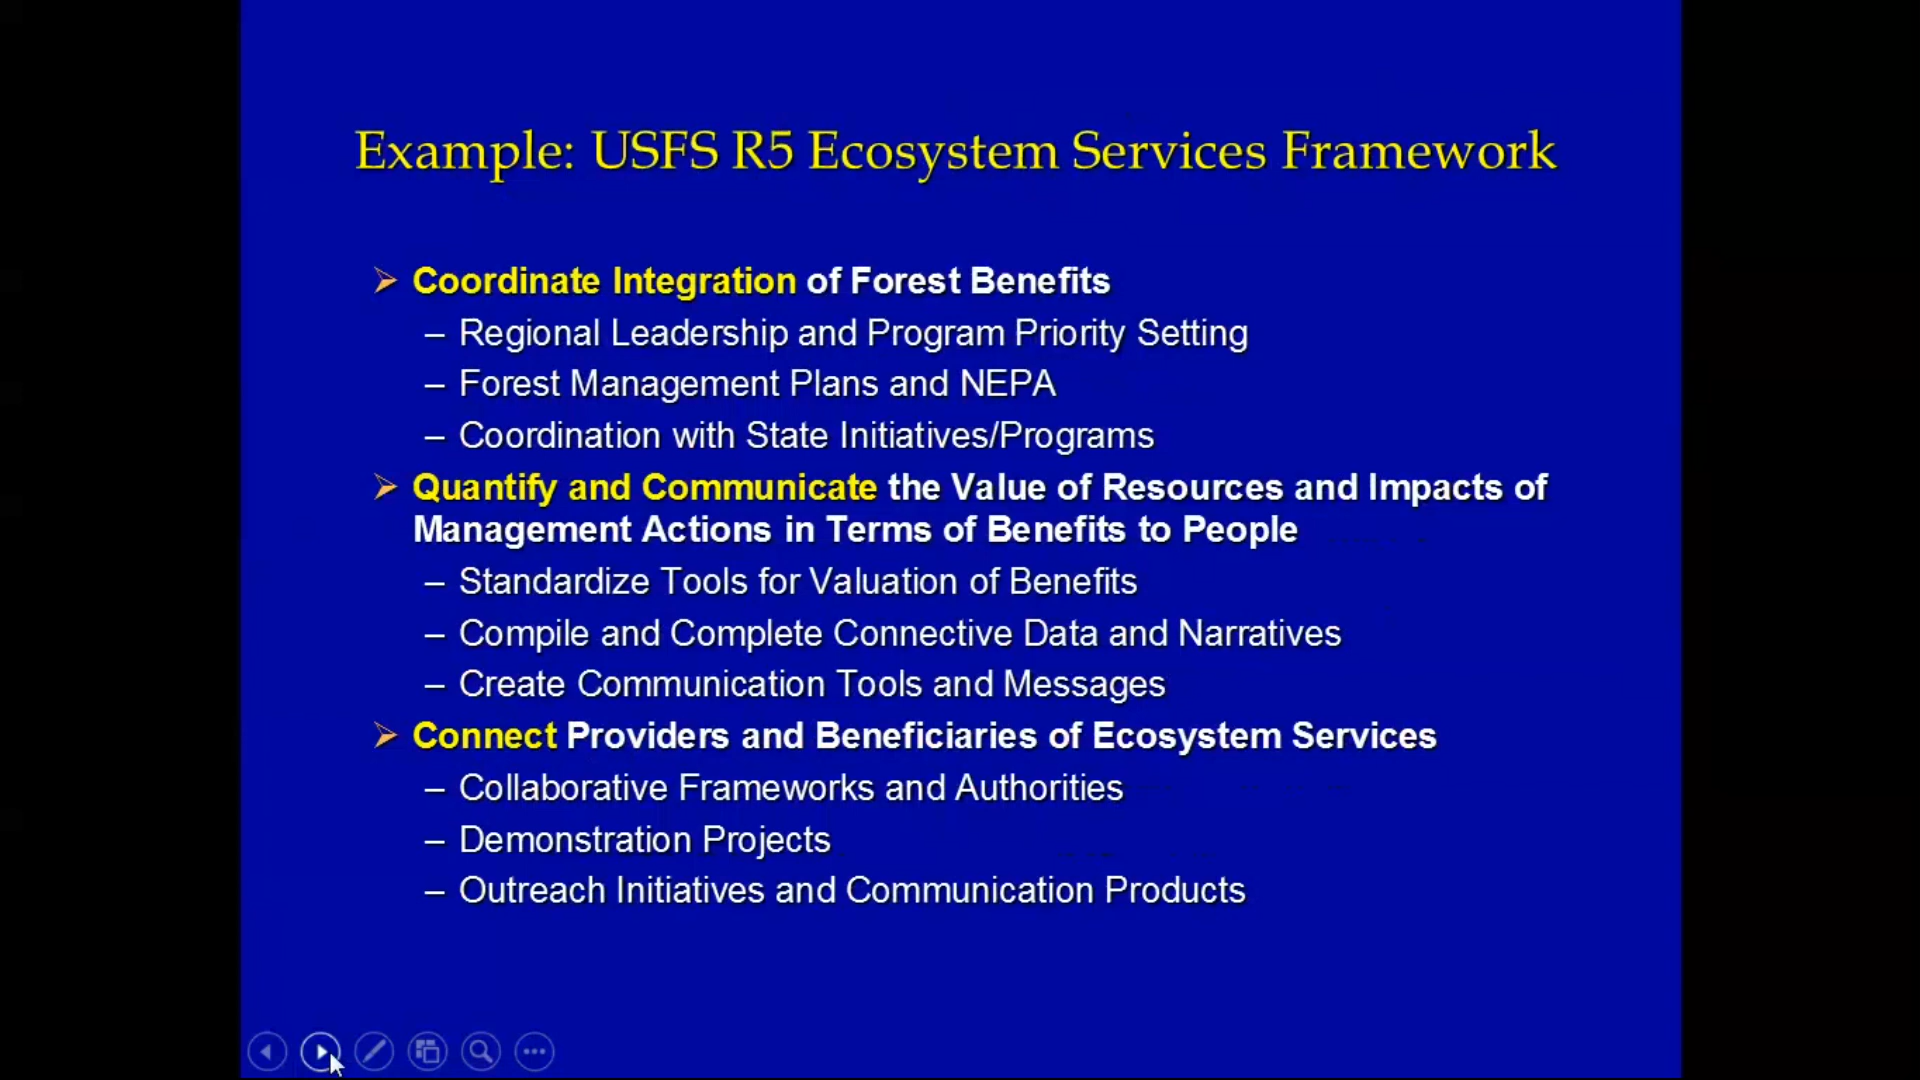 Example: USFS R5 Ecosystem Services Framework
➢ Coordinate Integration of Forest Benefits
– Regional Leadership and Program Priority Setting
– Forest Management Plans and NEPA
– Coordination with State Initiatives/Programs
➢ Quantify and Communicate the Value of Resources and Impacts of
Management Actions in Terms of Benefits to People
– Standardize Tools for Valuation of Benefits
– Compile and Complete Connective Data and Narratives
– Create Communication Tools and Messages
➢ Connect Providers and Beneficiaries of Ecosystem Services
– Collaborative Frameworks and Authorities
– Demonstration Projects
– Outreach Initiatives and Communication Products